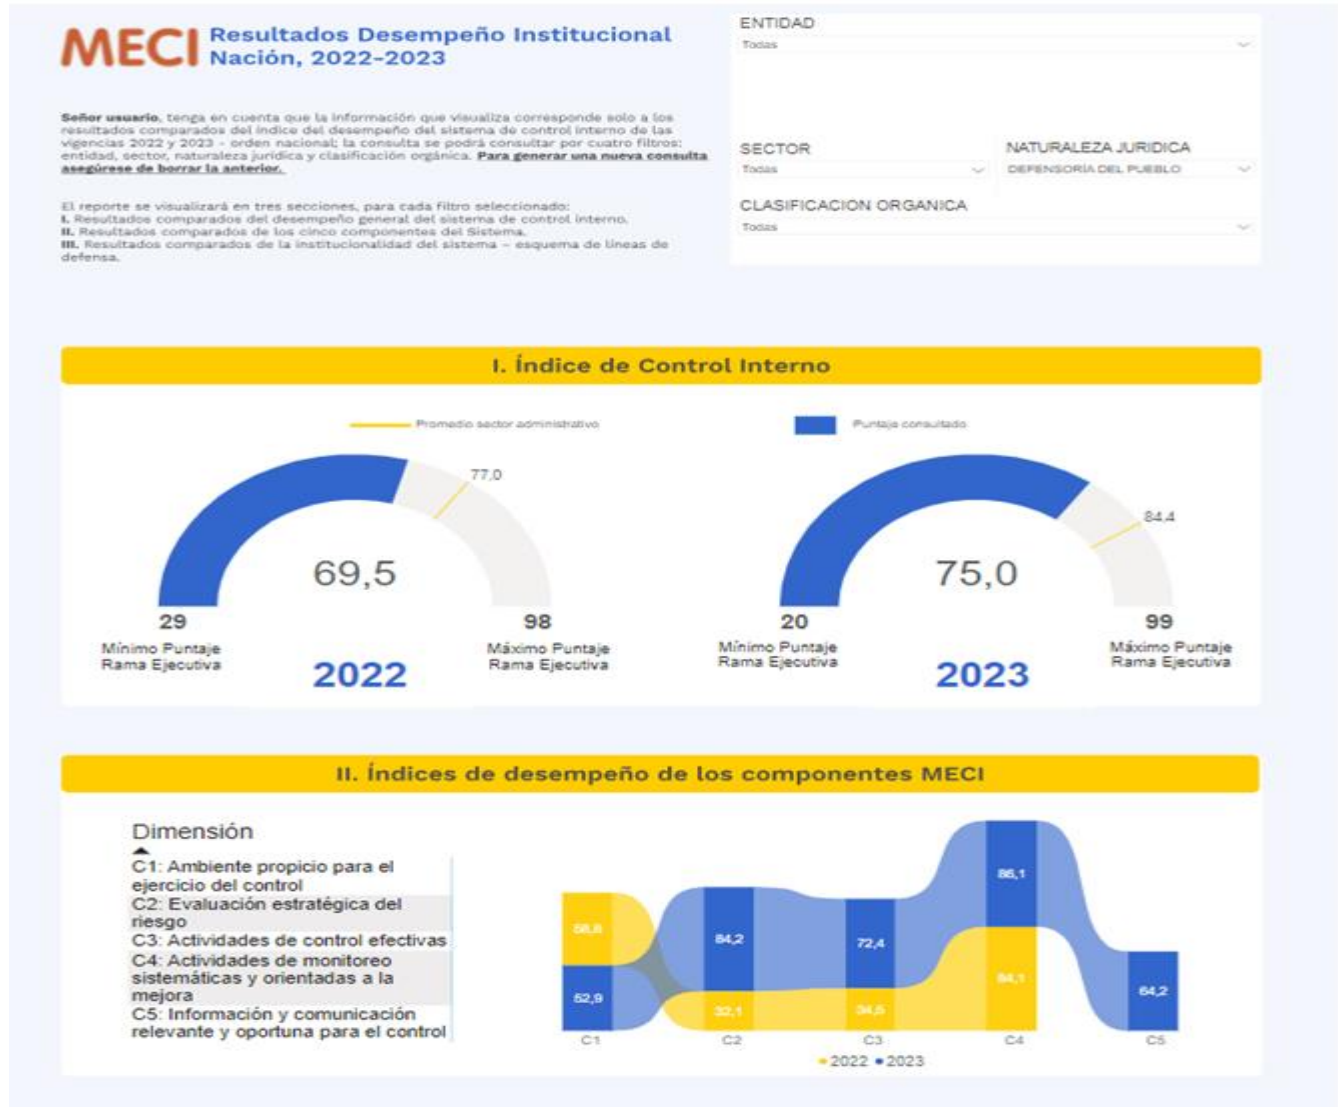 MECI Resultados Desempeño Institucional
Nación, 2022-2023
Señor usuario, tenga en cuenta que la información que visualiza corresponde solo a los
resultados comparados del índice del desempeño del sistema de control interno de las
vigencias 2022 y 2023 - orden nacional; la consulta se podrá consultar por cuatro filtros:
entidad, sector, naturaleza jurídica y clasificación orgánica. Para generar una nueva consulta
asegúrese de borrar la anterior.
El reporte se visualizará en tres secciones, para cada filtro seleccionado:
I. Resultados comparados del desempeño general del sistema de control interno.
II. Resultados comparados de los cinco componentes del Sistema.
III. Resultados comparados de la institucionalidad del sistema – esquema de líneas de
defensa.
ENTIDAD
Todas
SECTOR
Todas
NATURALEZA JURIDICA
DEFENSORÍA DEL PUEBLO
CLASIFICACION ORGANICA
Todas
I. Índice de Control Interno
Promedio sector administrativo
Puntaje consultado
77,0
69,5
29
Mínimo Puntaje
Rama Ejecutiva
98
Máximo Puntaje
Rama Ejecutiva
2022
84,4
75,0
20
Mínimo Puntaje
Rama Ejecutiva
99
Máximo Puntaje
Rama Ejecutiva
2023
II. Índices de desempeño de los componentes MECI
Dimensión
C1: Ambiente propicio para el
ejercicio del control
C2: Evaluación estratégica del
riesgo
C3: Actividades de control efectivas
C4: Actividades de monitoreo
sistemáticas y orientadas a la
mejora
C5: Información y comunicación
relevante y oportuna para el control
52,9
84,2
32,1
72,4
34,5
86,1
84,1
64,2
C1 C2 C3 C4 C5
2022 2023